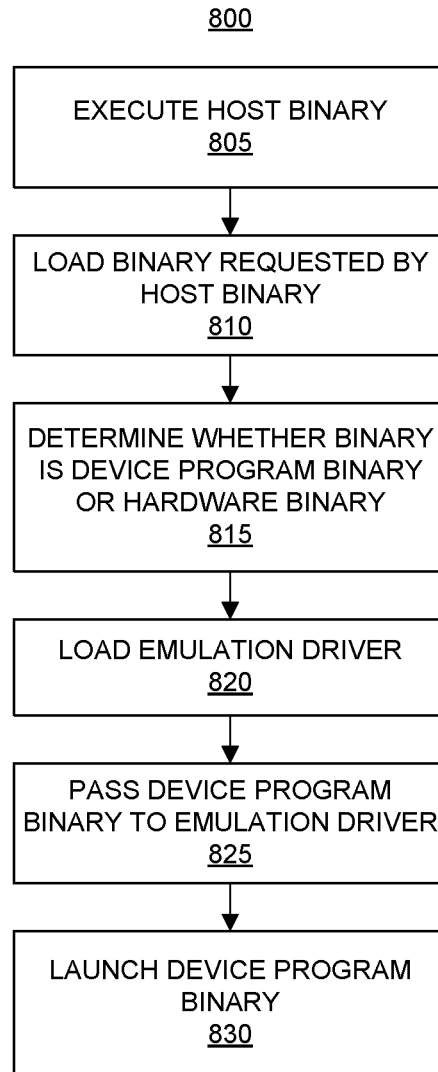 800
EXECUTE HOST BINARY
805
LOAD BINARY REQUESTED BY
HOST BINARY
810
DETERMINE WHETHER BINARY
IS DEVICE PROGRAM BINARY
OR HARDWARE BINARY
815
LOAD EMULATION DRIVER
820
PASS DEVICE PROGRAM
BINARY TO EMULATION DRIVER
825
LAUNCH DEVICE PROGRAM
BINARY
830